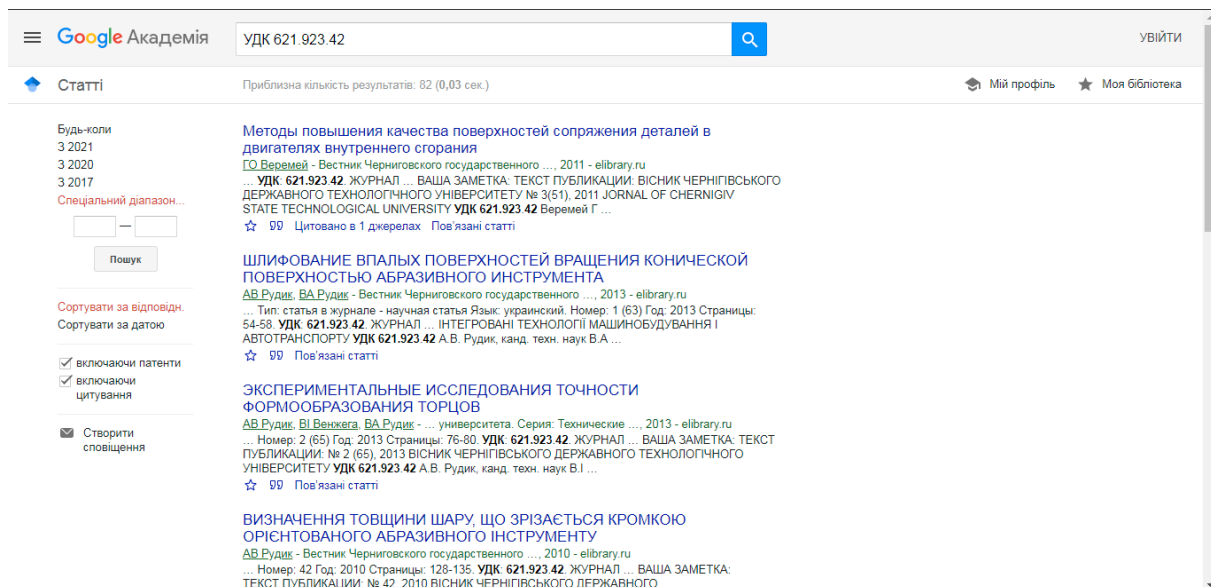 Google Академія
УДК 621.923.42
УВІЙТИ
Статті
Приблизна кількість результатів: 82 (0,03 сек.)
Мій профіль
Моя бібліотека
Будь-коли
З 2021
З 2020
З 2017
Спеціальний діапазон...
—
Пошук
Сортувати за відповідн.
Сортувати за датою
включаючи патенти
включаючи
цитування
Створити
сповіщення
Методы повышения качества поверхностей сопряжения деталей в
двигателях внутреннего сгорания
ГО Веремей - Вестник Черниговского государственного …, 2011 - elibrary.ru
… УДК: 621.923.42. ЖУРНАЛ … ВАША ЗАМЕТКА: ТЕКСТ ПУБЛИКАЦИИ: ВІСНИК ЧЕРНІГІВСЬКОГО
ДЕРЖАВНОГО ТЕХНОЛОГІЧНОГО УНІВЕРСИТЕТУ № 3(51), 2011 JORNAL OF CHERNIGIV
STATE TECHNOLOGICAL UNIVERSITY УДК 621.923.42 Веремей Г …
Цитовано в 1 джерелах Пов'язані статті
ШЛИФОВАНИЕ ВПАЛЫХ ПОВЕРХНОСТЕЙ ВРАЩЕНИЯ КОНИЧЕСКОЙ
ПОВЕРХНОСТЬЮ АБРАЗИВНОГО ИНСТРУМЕНТА
АВ Рудик, ВА Рудик - Вестник Черниговского государственного …, 2013 - elibrary.ru
… Тип: статья в журнале - научная статья Язык: украинский. Номер: 1 (63) Год: 2013 Страницы:
54-58. УДК: 621.923.42. ЖУРНАЛ … ІНТЕГРОВАНІ ТЕХНОЛОГІЇ МАШИНОБУДУВАННЯ І
АВТОТРАНСПОРТУ УДК 621.923.42 А.В. Рудик, канд. техн. наук В.А …
Пов'язані статті
ЭКСПЕРИМЕНТАЛЬНЫЕ ИССЛЕДОВАНИЯ ТОЧНОСТИ
ФОРМООБРАЗОВАНИЯ ТОРЦОВ
АВ Рудик, ВІ Венжега, ВА Рудик - … университета. Серия: Технические …, 2013 - elibrary.ru
… Номер: 2 (65) Год: 2013 Страницы: 76-80. УДК: 621.923.42. ЖУРНАЛ … ВАША ЗАМЕТКА: ТЕКСТ
ПУБЛИКАЦИИ: № 2 (65), 2013 ВІСНИК ЧЕРНІГІВСЬКОГО ДЕРЖАВНОГО ТЕХНОЛОГІЧНОГО
УНІВЕРСИТЕТУ УДК 621.923.42 А.В. Рудик, канд. техн. наук В.І …
Пов'язані статті
ВИЗНАЧЕННЯ ТОВЩИНИ ШАРУ, ЩО ЗРІЗАЄТЬСЯ КРОМКОЮ
ОРІЄНТОВАНОГО АБРАЗИВНОГО ІНСТРУМЕНТУ
АВ Рудик - Вестник Черниговского государственного …, 2010 - elibrary.ru
… Номер: 42 Год: 2010 Страницы: 128-135. УДК: 621.923.42. ЖУРНАЛ … ВАША ЗАМЕТКА:
ТЕКСТ ПУБЛИКАЦИИ: № 42, 2010 ВІСНИК ЧЕРНІГІВСЬКОГО ДЕРЖАВНОГО